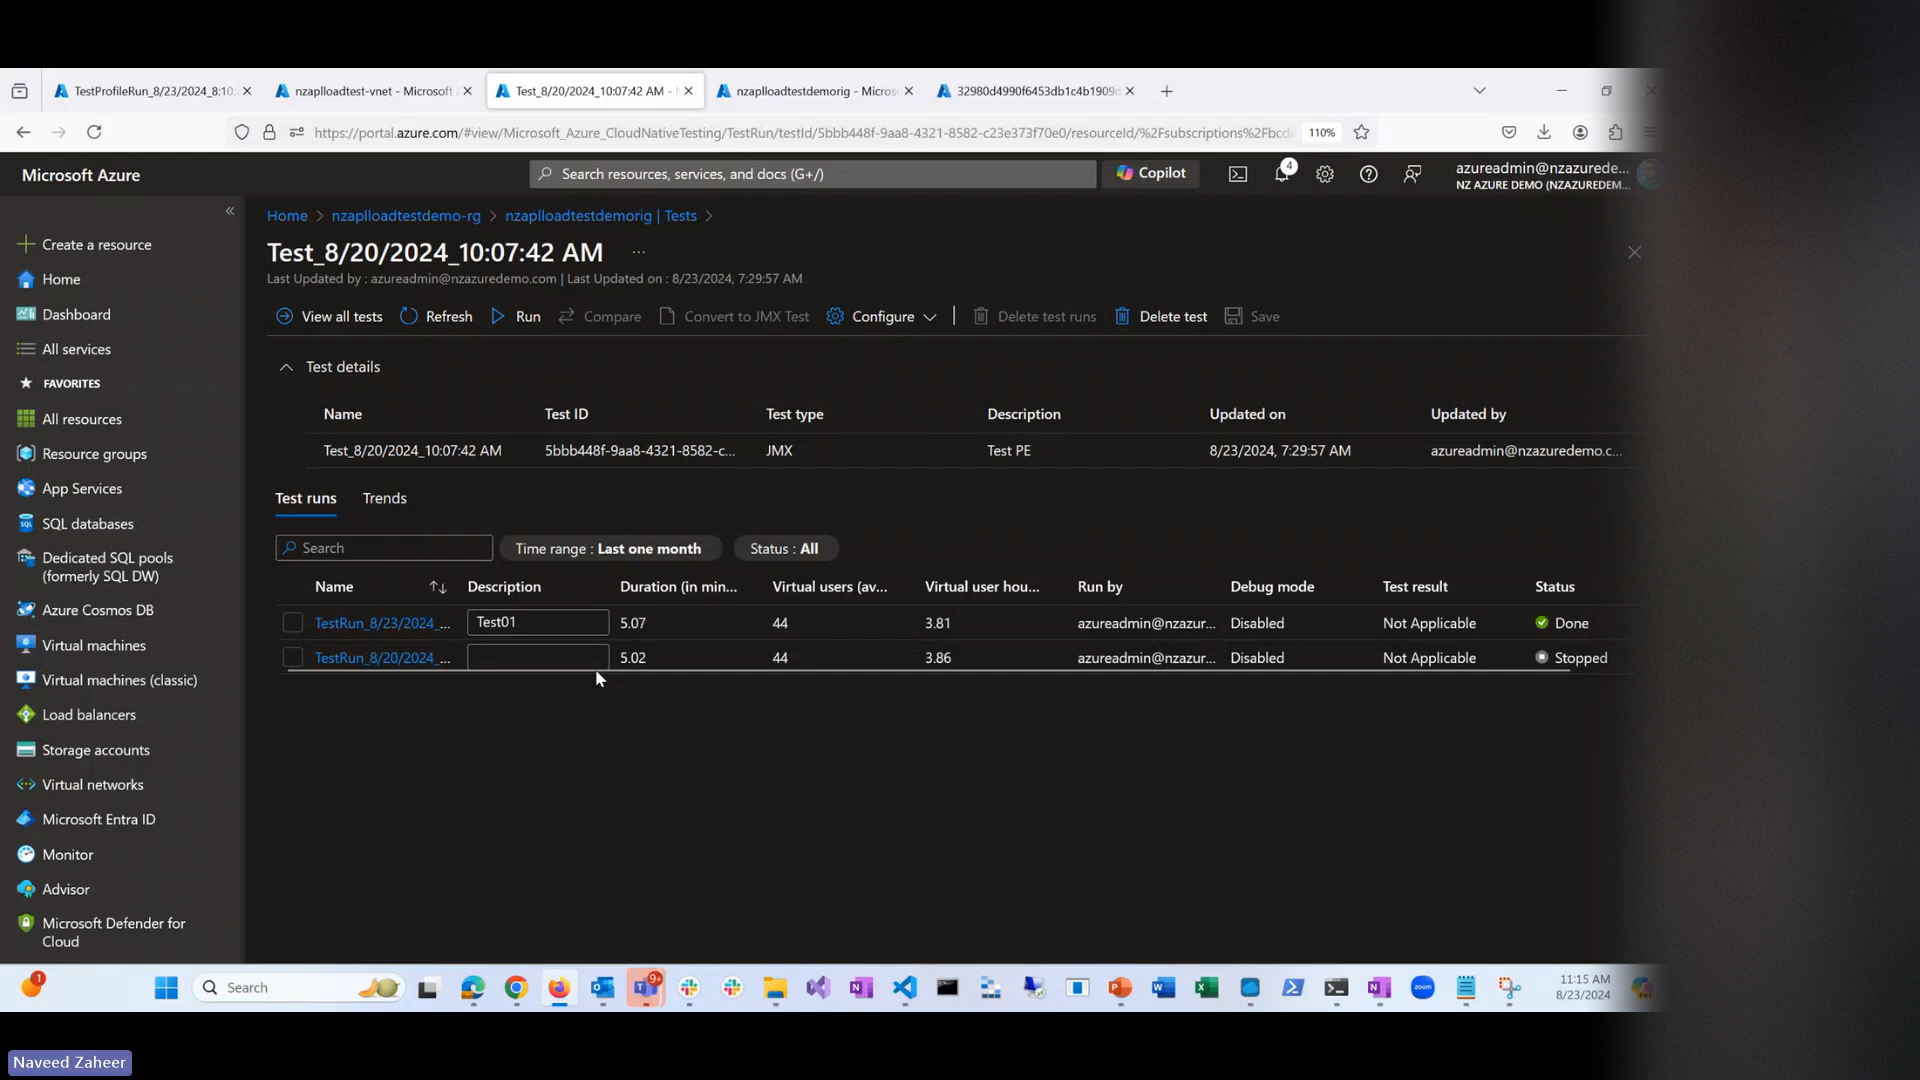 TestProfileRun_8/23/2024_8:10:
nzaplloadtest-vnet - Microsoft A
Test_8/20/2024_10:07:42 AM -
nzaplloadtestdemorig - Micros
32980d4990f6453db1c4b1909d
https://portal.azure.com/#view/Microsoft_Azure_CloudNativeTesting/TestRun/testId/5bbb448f-9aa8-4321-8582-c23e373f70e0/resourceId/%2Fsubscriptions%2Fbcd
110%
Microsoft Azure
Search resources, services, and docs (G+/)
Copilot
4
azureadmin@nzazurede...
NZ AZURE DEMO (NZAZUREDEM...
Create a resource
Home
Dashboard
All services
FAVORITES
All resources
Resource groups
App Services
SQL databases
Dedicated SQL pools
(formerly SQL DW)
Azure Cosmos DB
Virtual machines
Virtual machines (classic)
Load balancers
Storage accounts
Virtual networks
Microsoft Entra ID
Monitor
Advisor
Microsoft Defender for
Cloud
Home > nzaplloadtestdemo-rg > nzaplloadtestdemorig | Tests >
Test_8/20/2024_10:07:42 AM ...
Last Updated by : azureadmin@nzazuredemo.com | Last Updated on : 8/23/2024, 7:29:57 AM
View all tests Refresh Run Compare Convert to JMX Test Configure Delete test runs Delete test Save
Test details
Name Test ID Test type Description Updated on Updated by
Test_8/20/2024_10:07:42 AM 5bbb448f-9aa8-4321-8582-c... JMX Test PE 8/23/2024, 7:29:57 AM azureadmin@nzazuredemo.c...
Test runs Trends
Search Time range : Last one month Status : All
Name Description Duration (in min... Virtual users (av... Virtual user hou... Run by Debug mode Test result Status
TestRun_8/23/2024_... Test01 5.07 44 3.81 azureadmin@nzazur... Disabled Not Applicable Done
TestRun_8/20/2024_... 5.02 44 3.86 azureadmin@nzazur... Disabled Not Applicable Stopped
1
Search
9+
zoom
11:15 AM
8/23/2024
Naveed Zaheer